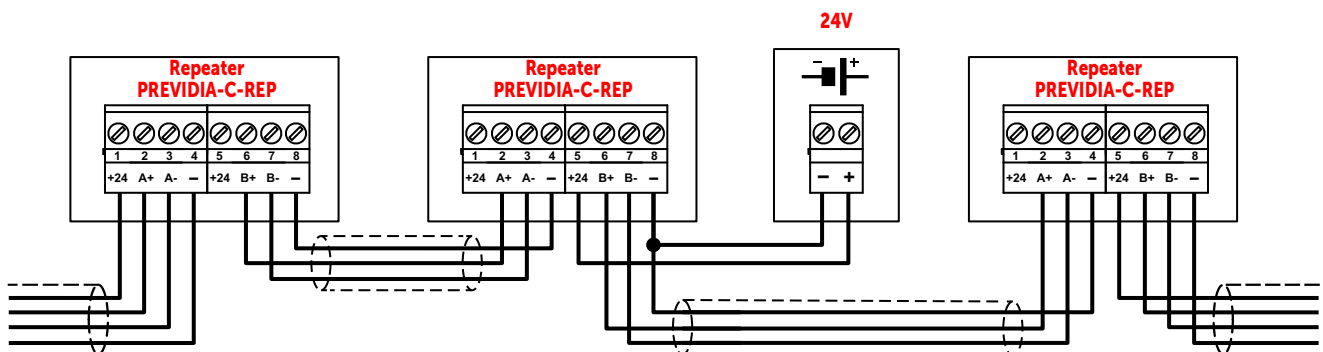 24V
Repeater
PREVIDIA-C-REP
1 2 3 4 5 6 7 8
+24 A+ A- – +24 B+ B- –
Repeater
PREVIDIA-C-REP
1 2 3 4 5 6 7 8
+24 A+ A- – +24 B+ B- –
- +
– +
Repeater
PREVIDIA-C-REP
1 2 3 4 5 6 7 8
+24 A+ A- – +24 B+ B- –